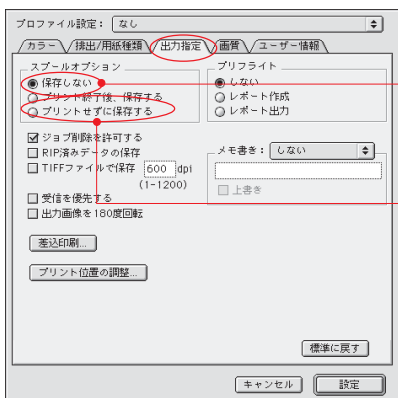 プロファイル設定： なし
カラー 排出/用紙種類 出力指定 画質 ユーザー情報
スプールオプション
保存しない
プリント終了後、保存する
プリントせずに保存する
プリフライト
しない
レポート作成
レポート出力
ジョブ削除を許可する
RIP済みデータの保存
TIFFファイルで保存 600 dpi
(1-1200)
受信を優先する
出力画像を180度回転
メモ書き： しない
上書き
差込印刷...
プリント位置の調整...
標準に戻す
キャンセル 設定